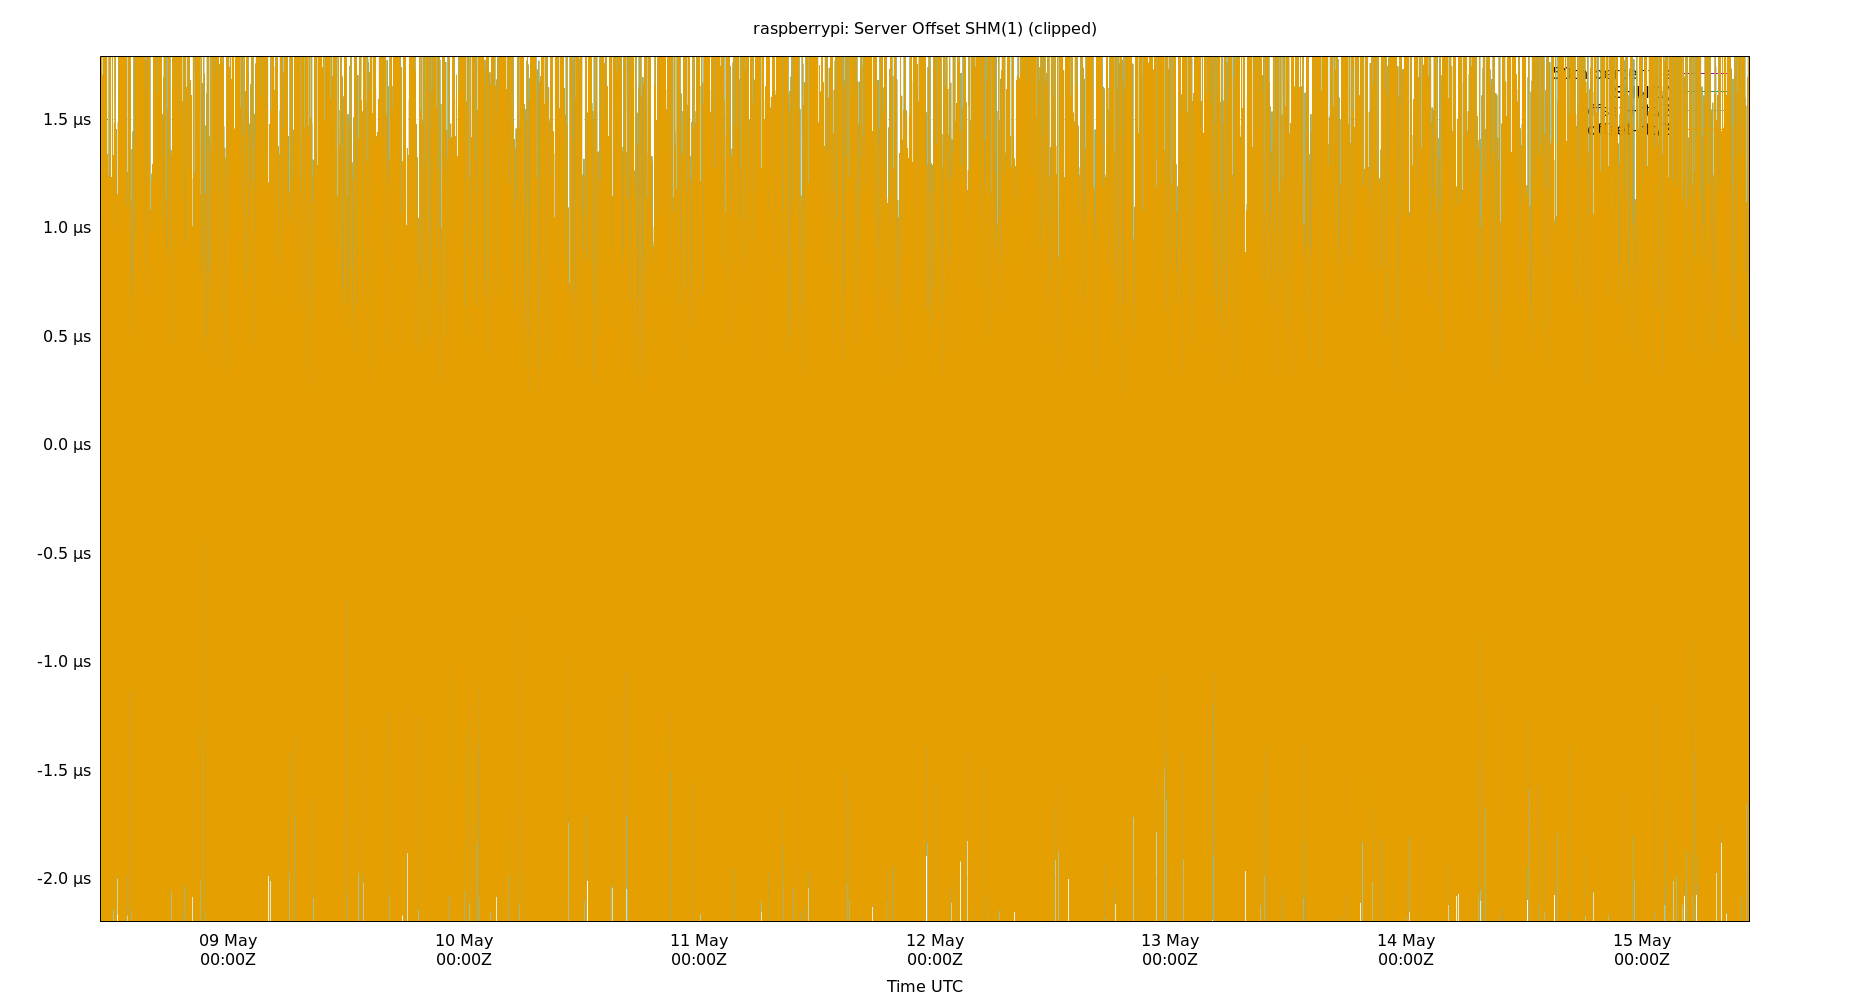 raspberrypi: Server Offset SHM(1) (clipped)
1.5 µs
1.0 µs
0.5 µs
0.0 µs
-0.5 µs
-1.0 µs
-1.5 µs
-2.0 µs
09 May 10 May 11 May 12 May 13 May 14 May 15 May
00:00Z 00:00Z 00:00Z 00:00Z 00:00Z 00:00Z 00:00Z
Time UTC